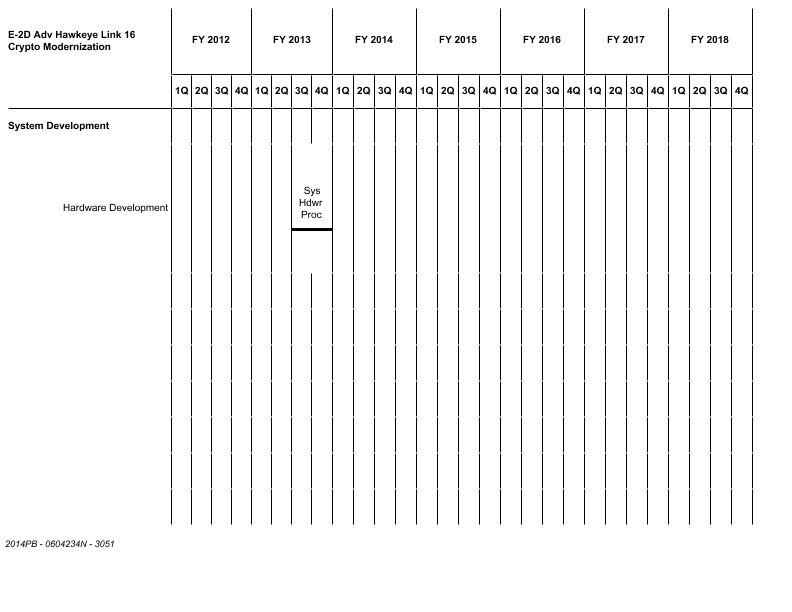 E-2D Adv Hawkeye Link 16
Crypto Modernization
FY 2012 FY 2013 FY 2014 FY 2015 FY 2016 FY 2017 FY 2018
1Q 2Q 3Q 4Q 1Q 2Q 3Q 4Q 1Q 2Q 3Q 4Q 1Q 2Q 3Q 4Q 1Q 2Q 3Q 4Q 1Q 2Q 3Q 4Q 1Q 2Q 3Q 4Q
System Development
Hardware Development
Sys
Hdwr
Proc
2014PB - 0604234N - 3051